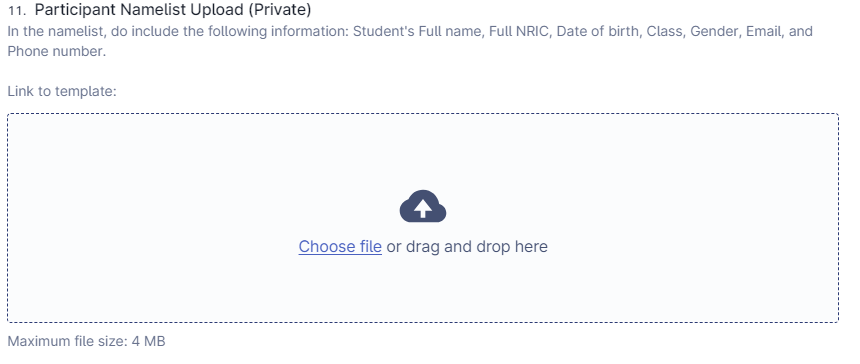 11. Participant Namelist Upload (Private)
In the namelist, do include the following information: Student's Full name, Full NRIC, Date of birth, Class, Gender, Email, and
Phone number.
Link to template:
Choose file or drag and drop here
Maximum file size: 4 MB